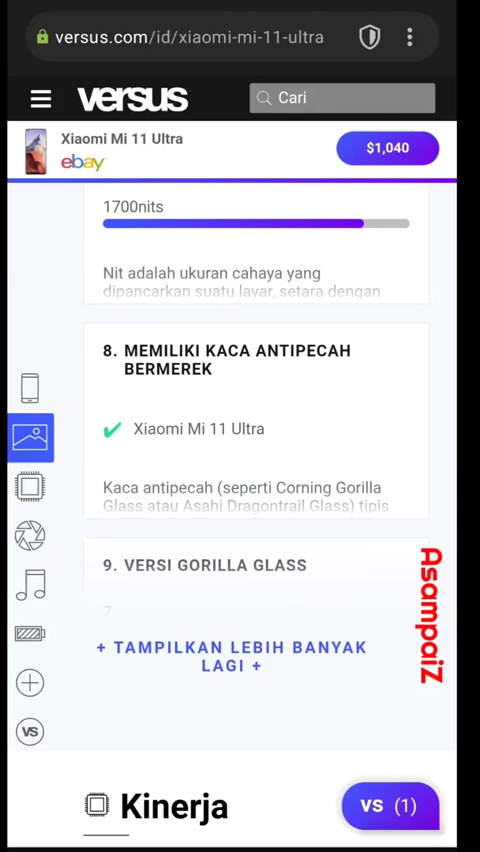 versus.com/id/xiaomi-mi-11-ultra
versus
Cari
Xiaomi Mi 11 Ultra
ebay
$1,040
1700nits
Nit adalah ukuran cahaya yang
dipancarkan suatu layar, setara dengan
8. MEMILIKI KACA ANTIPECAH
BERMEREK
Xiaomi Mi 11 Ultra
Kaca antipecah (seperti Corning Gorilla
Glass atau Asahi Dragontrail Glass) tipis
9. VERSI GORILLA GLASS
7
+ TAMPILKAN LEBIH BANYAK
LAGI +
AsampaiZ
VS
Kinerja
VS (1)